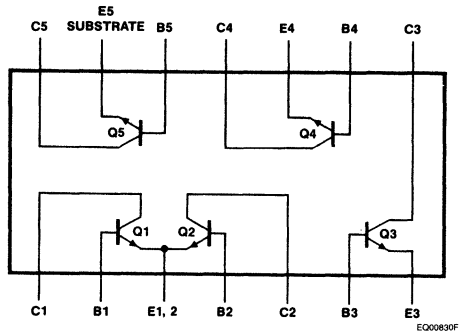 C5
E5
SUBSTRATE
B5
C4
E4
B4
C3
Q5
Q4
Q1
Q2
Q3
C1
B1
E1, 2
B2
C2
B3
E3
EQ00830F